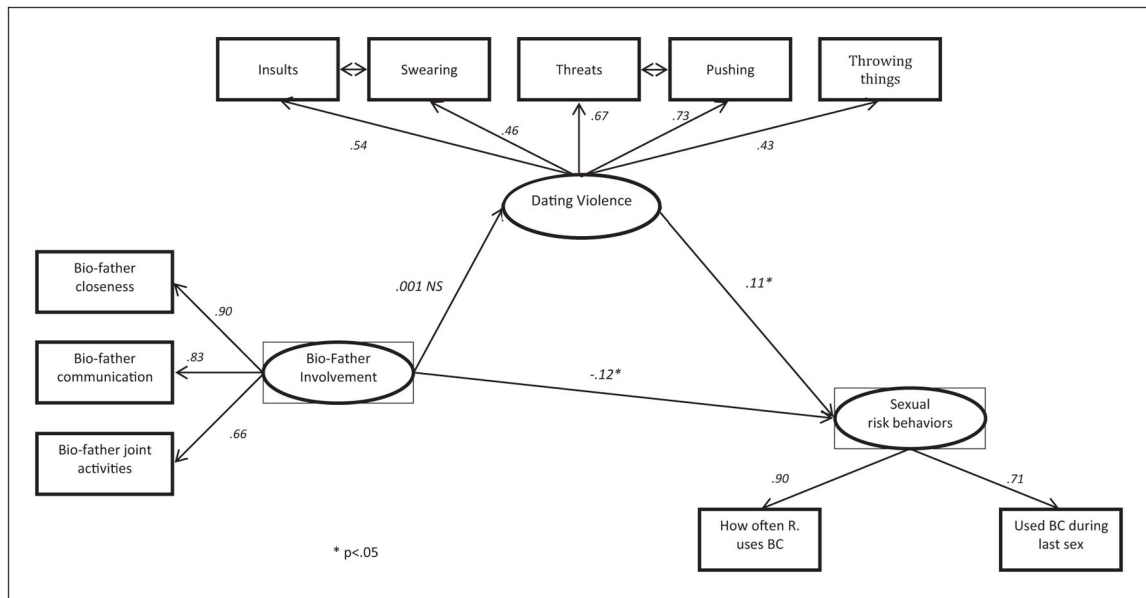 Insults
Swearing
Threats
Pushing
Throwing
things
.54
.46
.67
.73
.43
Dating Violence
Bio-father
closeness
.90
.001 NS
.11*
Bio-father
communication
.83
Bio-Father
Involvement
-.12*
Bio-father joint
activities
.66
Sexual
risk behaviors
.90
.71
How often R.
uses BC
Used BC during
last sex
* p<.05